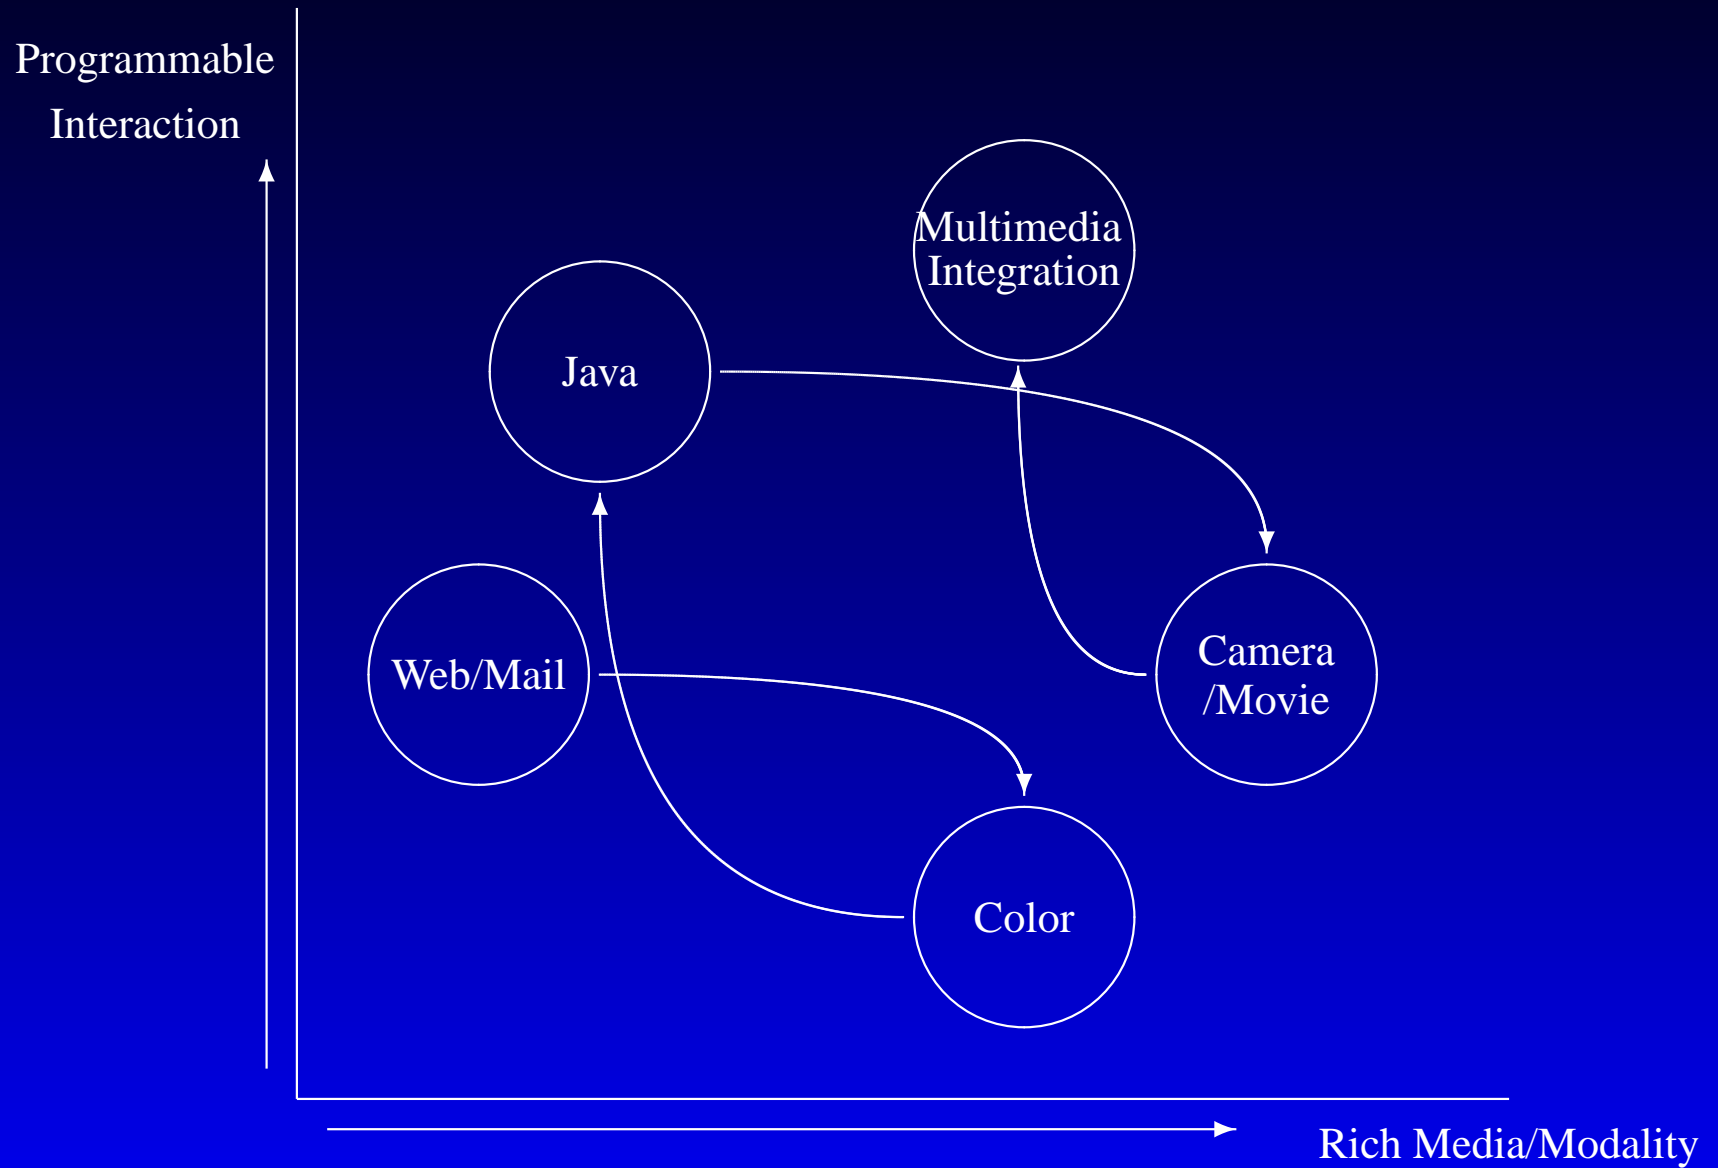 Programmable
Interaction
Multimedia
Integration
Java
Web/Mail
Camera
/Movie
Color
Rich Media/Modality